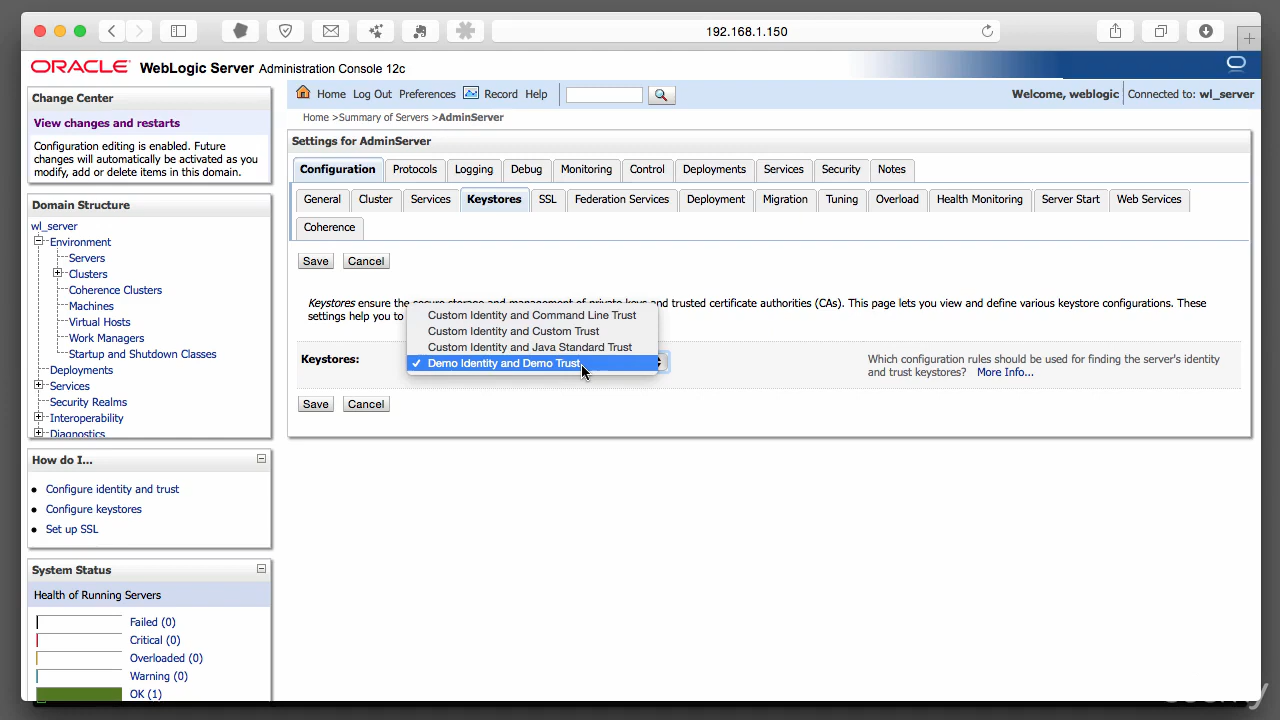 192.168.1.150
ORACLE WebLogic Server Administration Console 12c
Change Center
View changes and restarts
Configuration editing is enabled. Future
changes will automatically be activated as you
modify, add or delete items in this domain.
Domain Structure
wl_server
Environment
Servers
Clusters
Coherence Clusters
Machines
Virtual Hosts
Work Managers
Startup and Shutdown Classes
Deployments
Services
Security Realms
Interoperability
Diagnostics
How do I...
Configure identity and trust
Configure keystores
Set up SSL
System Status
Health of Running Servers
Failed (0)
Critical (0)
Overloaded (0)
Warning (0)
OK (1)
Home Log Out Preferences Record Help
Welcome, weblogic Connected to: wl_server
Home >Summary of Servers >AdminServer
Settings for AdminServer
Configuration Protocols Logging Debug Monitoring Control Deployments Services Security Notes
General Cluster Services Keystores SSL Federation Services Deployment Migration Tuning Overload Health Monitoring Server Start Web Services
Coherence
Save Cancel
Keystores ensure the secure storage and management of private keys and trusted certificate authorities (CAs). This page lets you view and define various keystore configurations. These
settings help you to
Custom Identity and Command Line Trust
Custom Identity and Custom Trust
Custom Identity and Java Standard Trust
✓ Demo Identity and Demo Trust
Keystores:
Which configuration rules should be used for finding the server's identity
and trust keystores? More Info...
Save Cancel